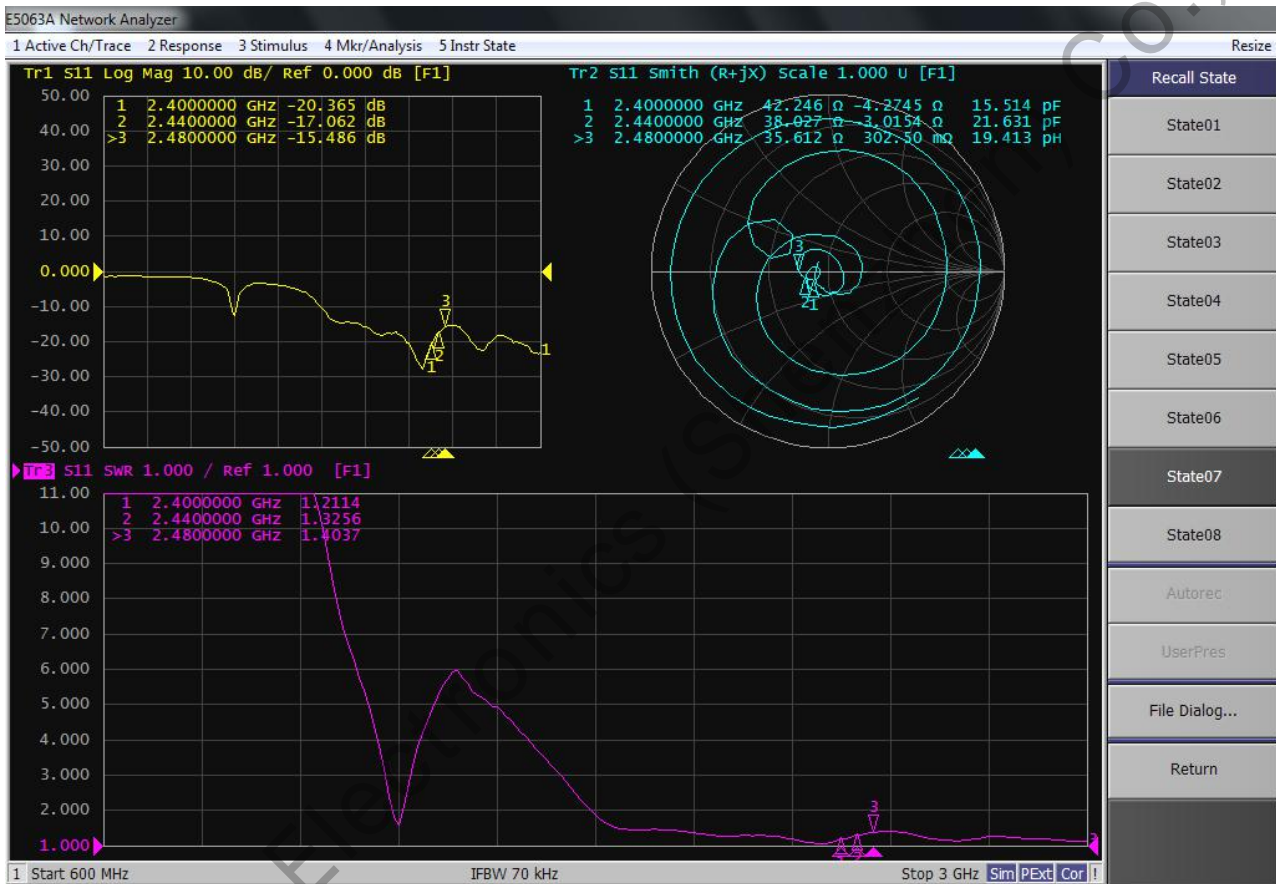 E5063A Network Analyzer
1 Active Ch/Trace 2 Response 3 Stimulus 4 Mkr/Analysis 5 Instr State Resize
Tr1 S11 Log Mag 10.00 dB/ Ref 0.000 dB [F1]
50.00
1 2.4000000 GHz -20.365 dB
2 2.4400000 GHz -17.062 dB
>3 2.4800000 GHz -15.486 dB
40.00
30.00
20.00
10.00
0.000
-10.00
-20.00
-30.00
-40.00
-50.00
3
1
2
1
Tr2 S11 Smith (R+jX) Scale 1.000 U [F1]
1 2.4000000 GHz 42.246 Ω -4.2745 Ω 15.514 pF
2 2.4400000 GHz 38.027 Ω -3.0154 Ω 21.631 pF
>3 2.4800000 GHz 35.612 Ω 302.50 mΩ 19.413 pH
3
2
1
Tr3 S11 SWR 1.000 / Ref 1.000 [F1]
11.00
1 2.4000000 GHz 1.2114
2 2.4400000 GHz 1.3256
>3 2.4800000 GHz 1.4037
10.00
9.000
8.000
7.000
6.000
5.000
4.000
3.000
2.000
1.000
3
1 Start 600 MHz IFBW 70 kHz Stop 3 GHz Sim PExt Cor !
Recall State
State01
State02
State03
State04
State05
State06
State07
State08
Autorec
UserPres
File Dialog...
Return
Electronics
Co.,